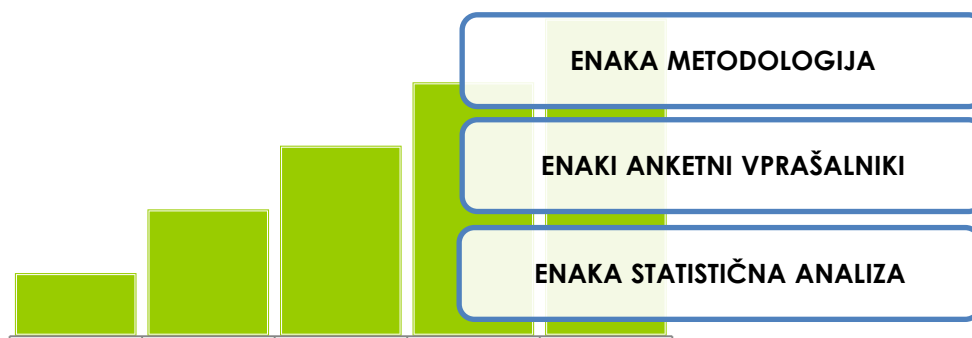 ENAKA METODOLOGIJA
ENAKI ANKETNI VPRAŠALNIKI
ENAKA STATISTIČNA ANALIZA